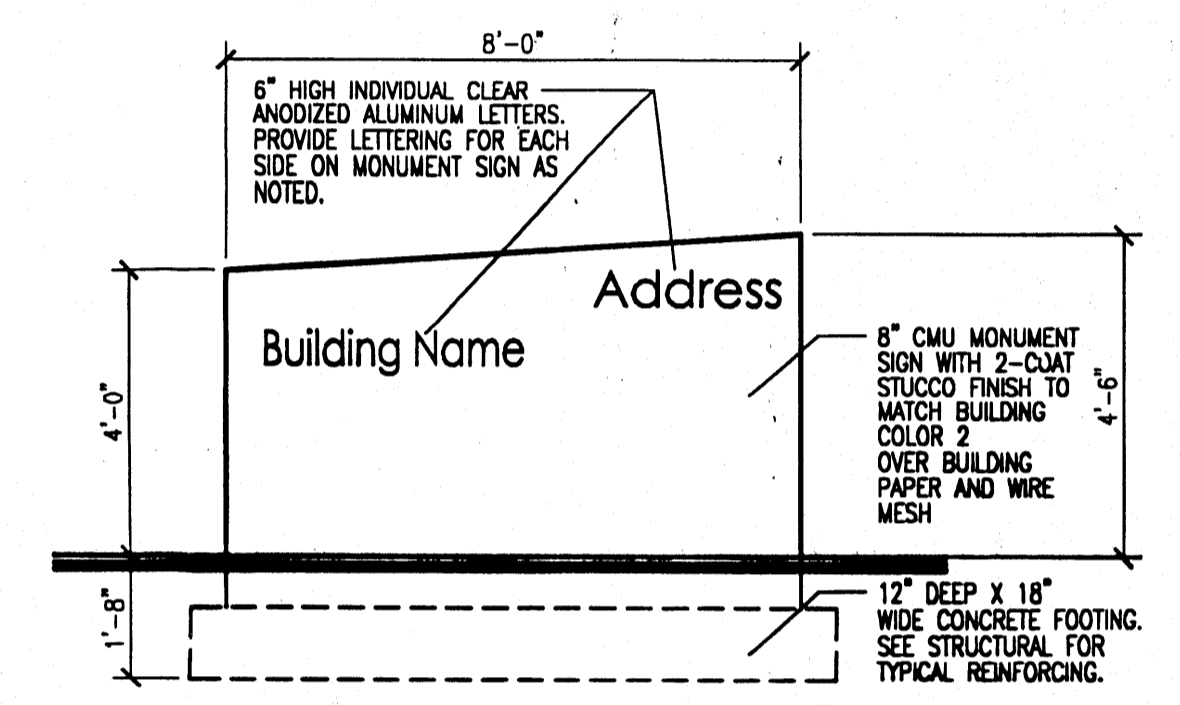 8'-0"
6" HIGH INDIVIDUAL CLEAR
ANODIZED ALUMINUM LETTERS.
PROVIDE LETTERING FOR EACH
SIDE ON MONUMENT SIGN AS
NOTED.
Address
Building Name
8" CMU MONUMENT
SIGN WITH 2-COAT
STUCCO FINISH TO
MATCH BUILDING
COLOR 2
OVER BUILDING
PAPER AND WIRE
MESH
4'-0"
4'-6"
1'-8"
12" DEEP X 18"
WIDE CONCRETE FOOTING.
SEE STRUCTURAL FOR
TYPICAL REINFORCING.